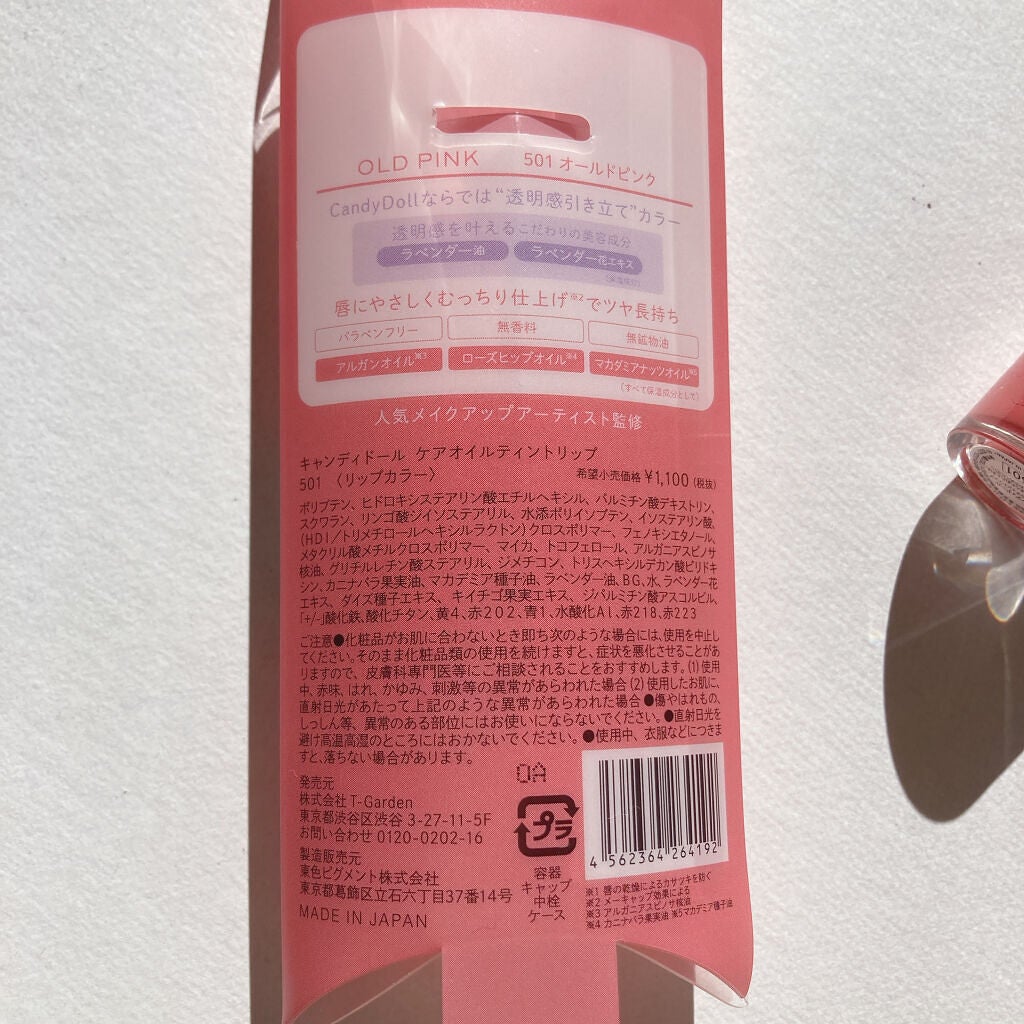 OLD PINK 501 オールドピンク
CandyDollならでは“透明感引き立て”カラー
透明感を叶えるこだわりの美容成分
ラベンダー油 ラベンダー花エキス
(保湿成分)
唇にやさしくむっちり仕上げ※2でツヤ長持ち
パラベンフリー 無香料 無鉱物油
アルガンオイル※3 ローズヒップオイル※4 マカダミアナッツオイル※5
(すべて保湿成分として)
人気メイクアップアーティスト監修
キャンディドール ケアオイルティントリップ
501 〈リップカラー〉 希望小売価格 ¥1,100 (税抜)
ポリブテン、ヒドロキシステアリン酸エチルヘキシル、パルミチン酸デキストリン、
スクワラン、リンゴ酸ジイソステアリル、水添ポリイソブテン、イソステアリン酸、
(HDI/トリメチロールヘキシルラクトン)クロスポリマー、フェノキシエタノール、
メタクリル酸メチルクロスポリマー、マイカ、トコフェロール、アルガニアスピノサ
核油、グリチルレチン酸ステアリル、ジメチコン、トリスヘキシルデカン酸ピリドキ
シン、カニナバラ果実油、マカデミア種子油、ラベンダー油、BG、水、ラベンダー花
エキス、ダイズ種子エキス、キイチゴ果実エキス、ジパルミチン酸アスコルビル、
「+/-」酸化鉄、酸化チタン、黄4、赤202、青1、水酸化Al、赤218、赤223
ご注意●化粧品がお肌に合わないとき即ち次のような場合には、使用を中止し
てください。そのまま化粧品類の使用を続けますと、症状を悪化させることがあ
りますので、皮膚科専門医等にご相談されることをおすすめします。(1)使用
中、赤味、はれ、かゆみ、刺激等の異常があらわれた場合 (2)使用したお肌に、
直射日光があたって上記のような異常があらわれた場合 ●傷やはれもの、
しっしん等、異常のある部位にはお使いにならないでください。●直射日光を
避け高温高湿のところにはおかないでください。●使用中、衣服などにつきま
すと、落ちない場合があります。
発売元
株式会社 T-Garden
東京都渋谷区渋谷 3-27-11-5F
お問い合わせ 0120-0202-16
製造販売元
東色ピグメント株式会社
東京都葛飾区立石六丁目37番14号
MADE IN JAPAN
0A
プラ
容器
キャップ
中栓
ケース
4 562364 264192
※1 唇の乾燥によるカサツキを防ぐ
※2 メーキャップ効果による
※3 アルガニアスピノサ核油
※4 カニナバラ果実油 ※5マカデミア種子油